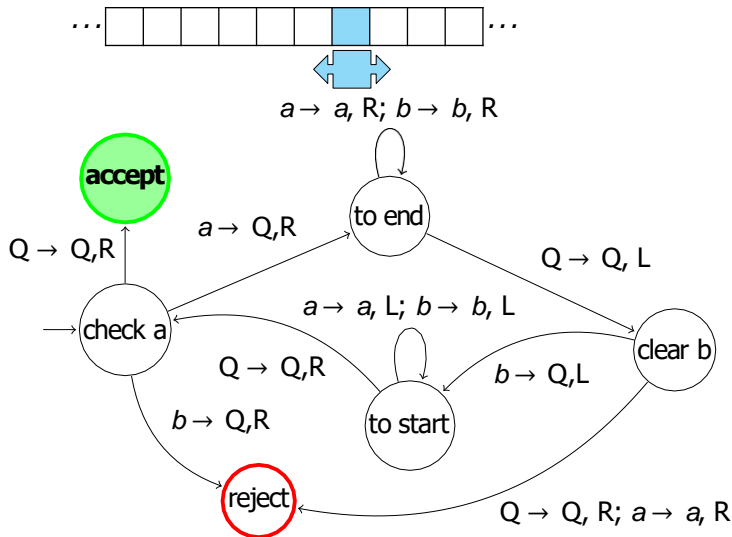 ... ...
a → a, R; b → b, R
accept
to end
a → Q,R
Q → Q,R
Q → Q, L
a → a, L; b → b, L
check a
clear b
Q → Q,R
b → Q,L
to start
b → Q,R
reject
Q → Q, R; a → a, R